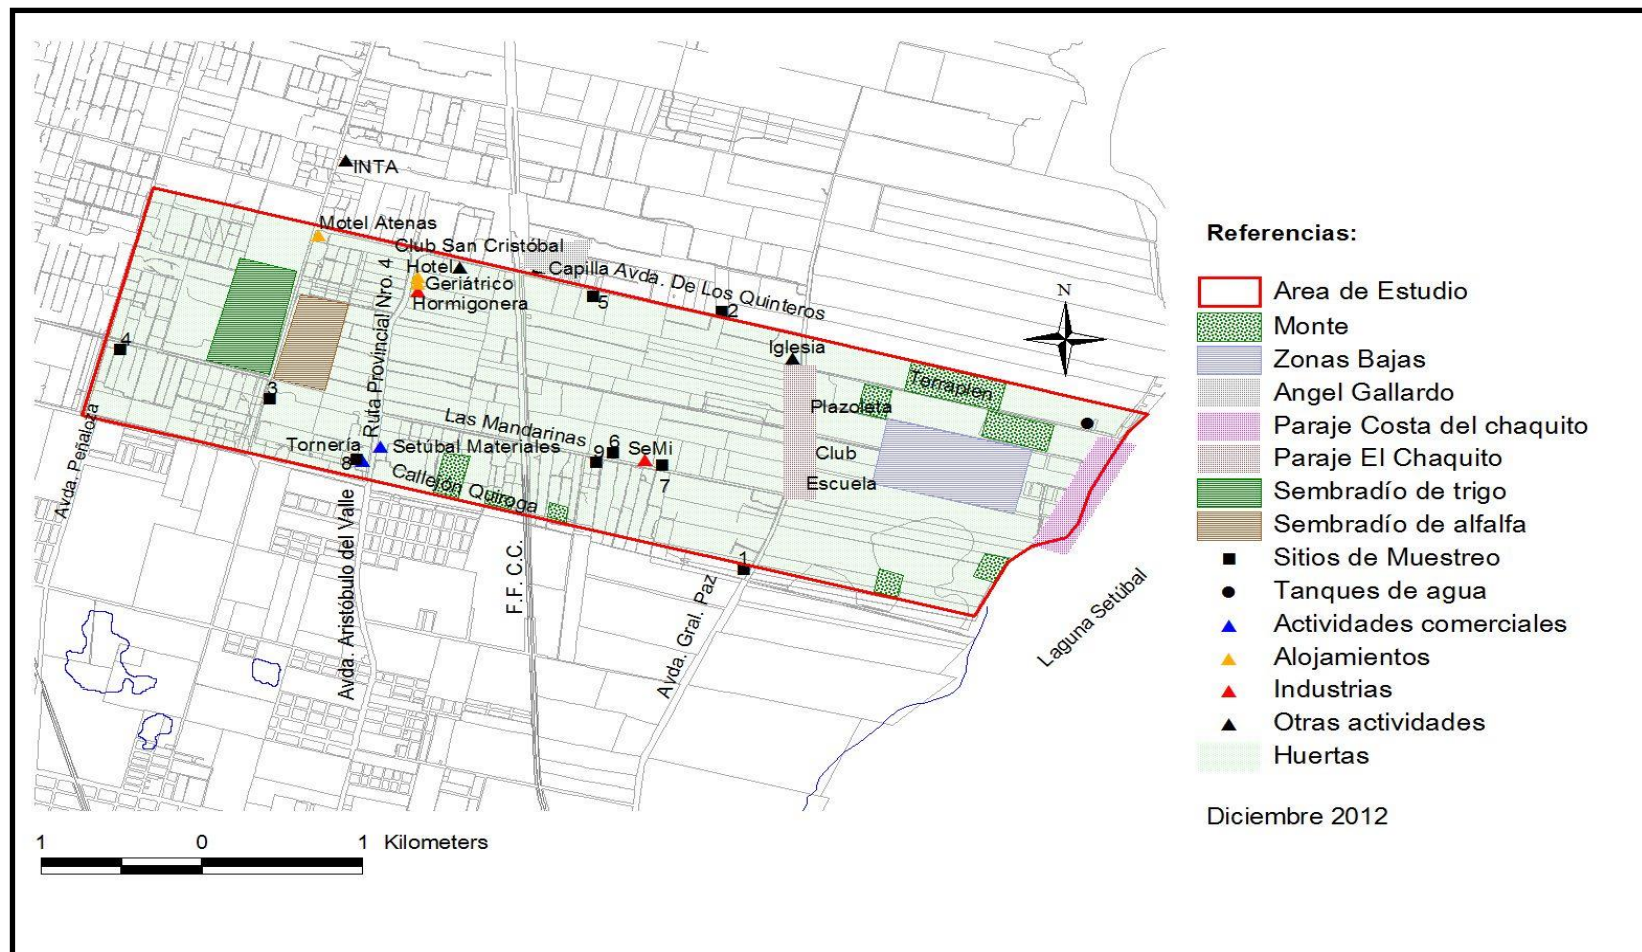 INTA
Motel Atenas
Club San Cristóbal
Hotel
Capilla
Avda. De Los Quinteros
Geriátrico
Hormigonera
Ruta Provincial Nro. 4
5
2
4
3
Iglesia
Terraplen
Plazoleta
Las Mandarinas
Tornería
Setúbal Materiales
6
SeMi
9
8
7
Club
Escuela
Callejón Quiroga
Avda. Peñaloza
Avda. Aristóbulo del Valle
F.F. C.C.
1
Avda. Gral. Paz
Laguna Setúbal
N
1 0 1 Kilometers
Referencias:
Area de Estudio
Monte
Zonas Bajas
Angel Gallardo
Paraje Costa del chaquito
Paraje El Chaquito
Sembradío de trigo
Sembradío de alfalfa
Sitios de Muestreo
Tanques de agua
Actividades comerciales
Alojamientos
Industrias
Otras actividades
Huertas
Diciembre 2012